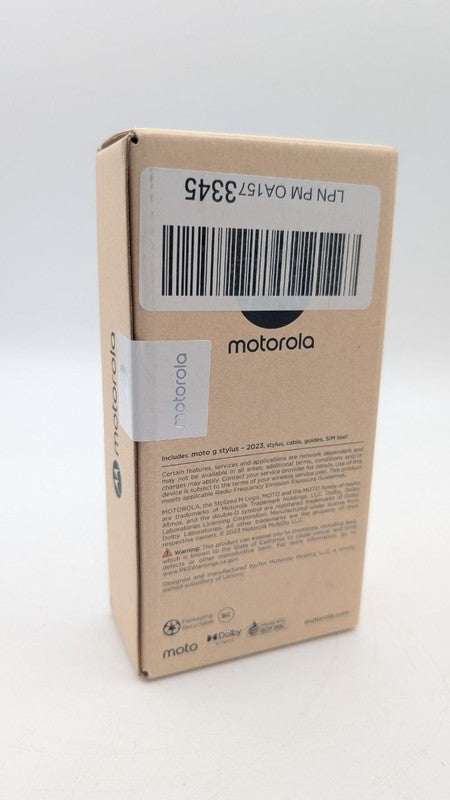 LPN PM OA1573345
motorola
motorola
motorola
Includes: moto g stylus – 2023, stylus, cable, guides, SIM tool
Certain features, services and applications are network dependent and
may not be available in all areas; additional terms, conditions and/or
charges may apply. Contact your service provider for details. Use of this
device is subject to the terms of your wireless service plan. This product
meets applicable Radio Frequency Emission Exposure Guidelines.
MOTOROLA, the Stylized M Logo, MOTO and the MOTO family of marks
are trademarks of Motorola Trademark Holdings, LLC. Dolby, Dolby
Atmos, and the double-D symbol are registered trademarks of Dolby
Laboratories Licensing Corporation. Manufactured under license from
Dolby Laboratories. All other trademarks are the property of their
respective owners. © 2023 Motorola Mobility LLC.
Warning: This product can expose you to chemicals, including lead,
which is known to the State of California to cause cancer and birth
defects or other reproductive harm. For more information, go to
www.P65Warnings.ca.gov.
Designed and manufactured by/for Motorola Mobility LLC, a wholly
owned subsidiary of Lenovo.
Packaging
Recyclable
BC
moto
Dolby
SOY INK
motorola.com